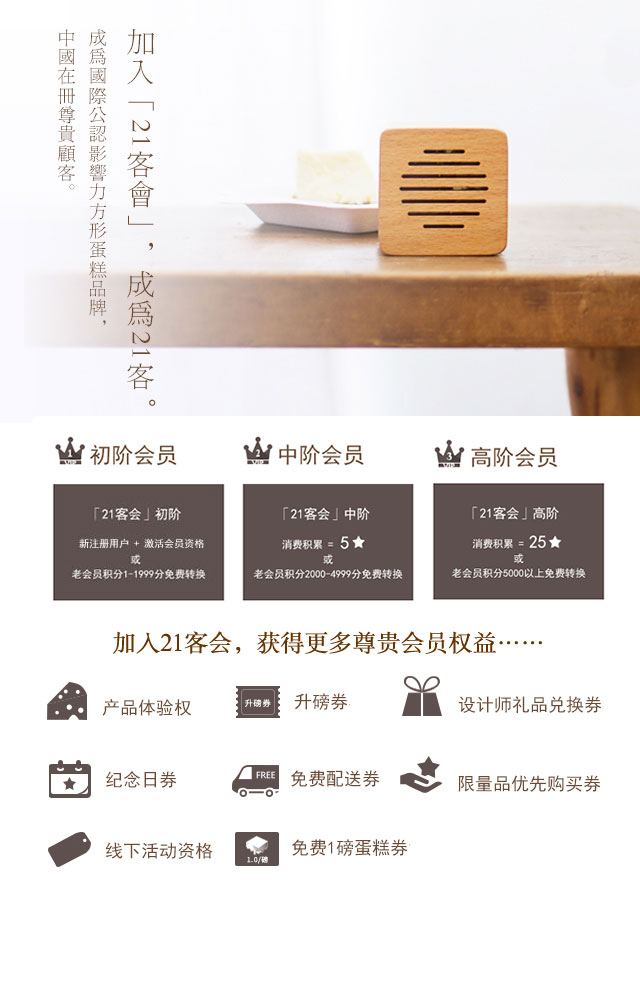 加入「21客會」，成爲21客。
成爲國際公認影響力方形蛋糕品牌，
中國在冊尊貴顧客。
1 VIP 初阶会员
2 VIP 中阶会员
3 VIP 高阶会员
「21客会」初阶
新注册用户 + 激活会员资格
或
老会员积分1-1999分免费转换
「21客会」中阶
消费积累 = 5★
或
老会员积分2000-4999分免费转换
「21客会」高阶
消费积累 = 25★
或
老会员积分5000以上免费转换
加入21客会，获得更多尊贵会员权益……
产品体验权
升磅券
升磅券
设计师礼品兑换券
纪念日券
FREE
免费配送券
限量品优先购买券
线下活动资格
1.0/磅
免费1磅蛋糕券